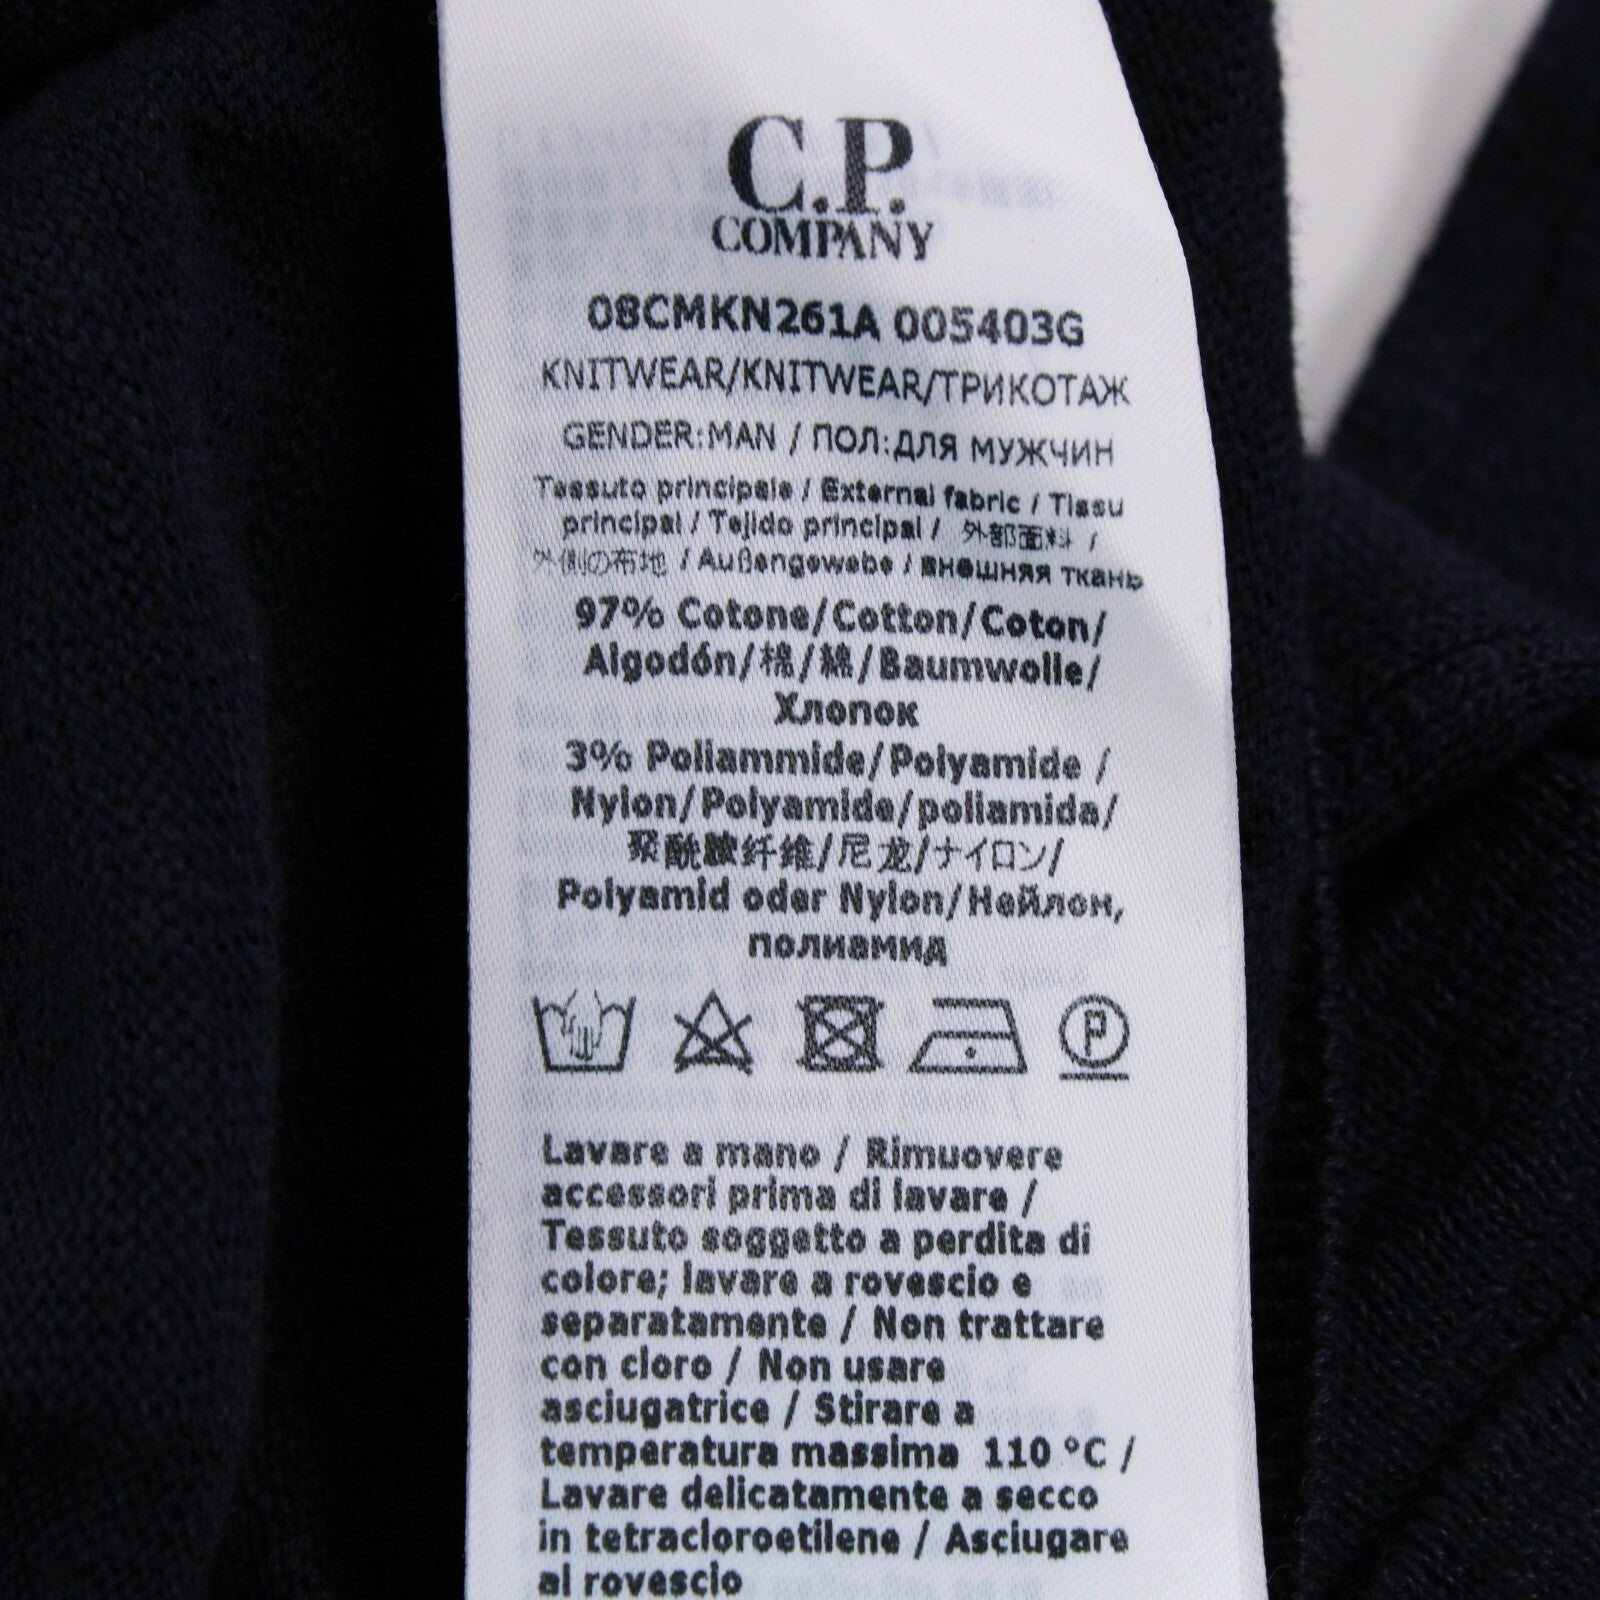 C.P.
COMPANY
08CMKN261A 005403G
KNITWEAR/KNITWEAR/ТРИКОТАЖ
GENDER:MAN / ПОЛ:ДЛЯ МУЖЧИН
Tessuto principale / External fabric / Tissu
principal / Tejido principal / 外部面料 /
外側の布地 / Außengewebe / внешняя ткань
97% Cotone/Cotton/Coton/
Algodón/棉/綿/Baumwolle/
Хлопок
3% Poliammide/Polyamide /
Nylon/Polyamide/poliamida/
聚酰胺纤维/尼龙/ナイロン/
Polyamid oder Nylon/Нейлон,
полиамид
P
Lavare a mano / Rimuovere
accessori prima di lavare /
Tessuto soggetto a perdita di
colore; lavare a rovescio e
separatamente / Non trattare
con cloro / Non usare
asciugatrice / Stirare a
temperatura massima 110 °C /
Lavare delicatamente a secco
in tetracloroetilene / Asciugare
al rovescio